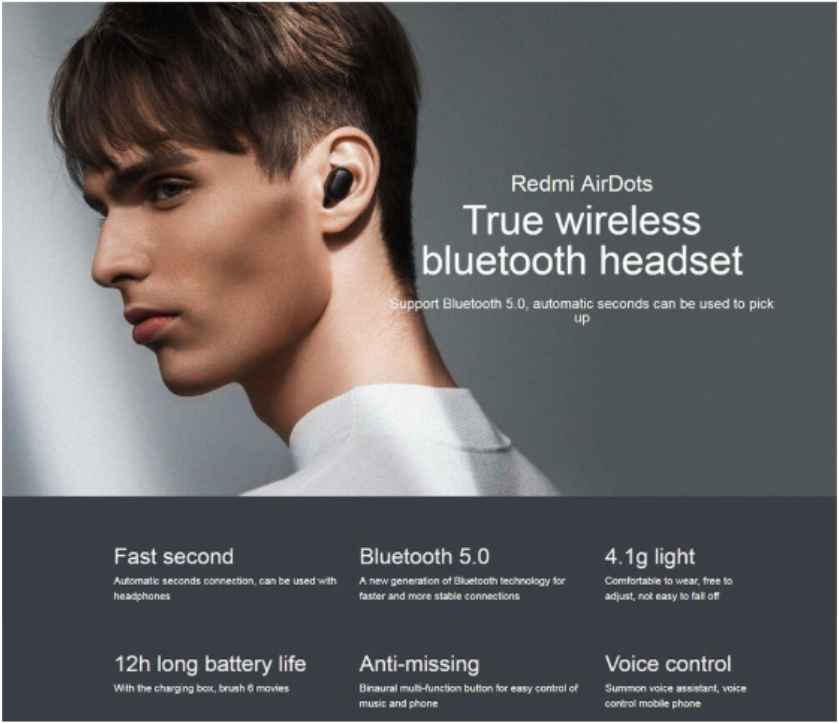 Redmi AirDots
True wireless
bluetooth headset
Support Bluetooth 5.0, automatic seconds can be used to pick
up
Fast second
Automatic seconds connection, can be used with
headphones
Bluetooth 5.0
A new generation of Bluetooth technology for
faster and more stable connections
4.1g light
Comfortable to wear, free to
adjust, not easy to fall off
12h long battery life
With the charging box, brush 6 movies
Anti-missing
Binaural multi-function button for easy control of
music and phone
Voice control
Summon voice assistant, voice
control mobile phone